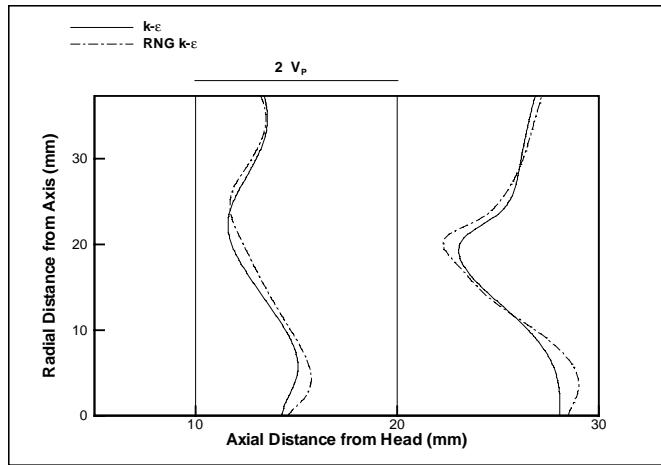 k-ε
RNG k-ε
2 V_P
Radial Distance from Axis (mm)
30
20
10
0
10
20
30
Axial Distance from Head (mm)